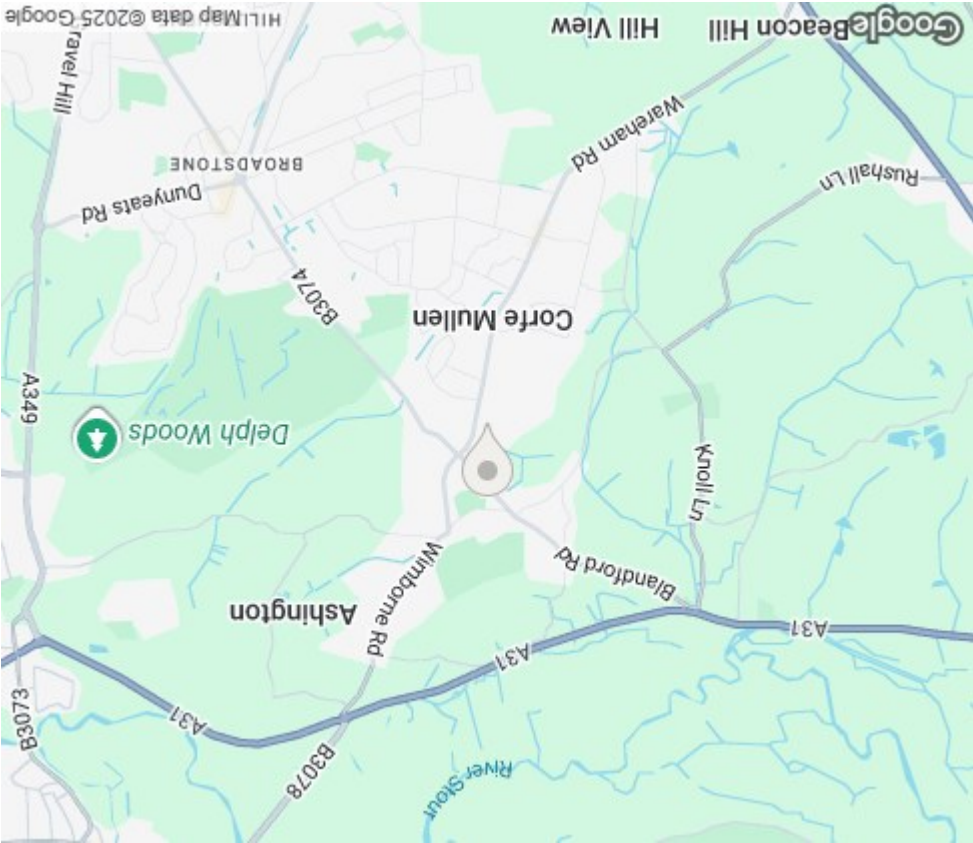 River Stour
B3078
A31
B3073
A31
A31
Ashington
Wimborne Rd
Blandford Rd
Knoll Ln
Delph Woods
A349
Corfe Mullen
B3074
Dunyeats Rd
Rushall Ln
BROADSTONE
Wareham Rd
ravel Hill
Beacon Hill
Hill View
Google
Map data ©2025 Google